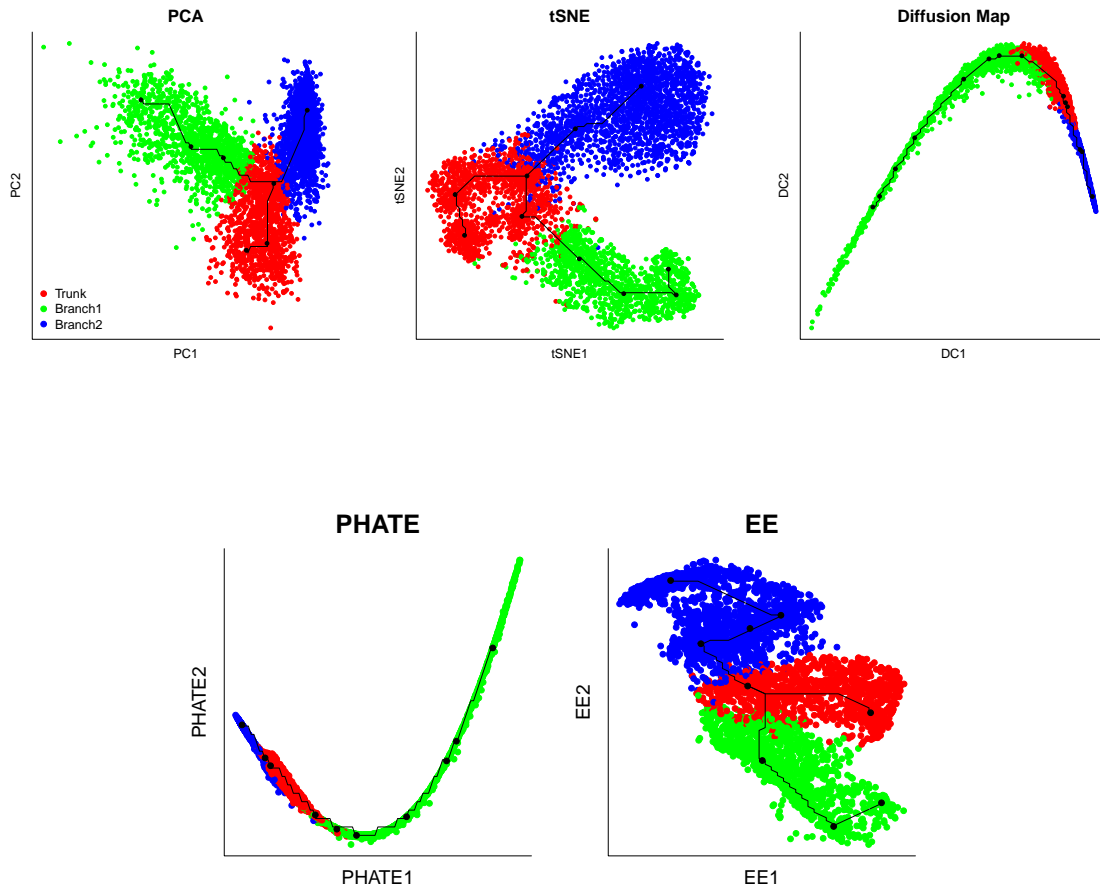 PCA
PC2
PC1
Trunk
Branch1
Branch2
tSNE
tSNE2
tSNE1
Diffusion Map
DC2
DC1
PHATE
PHATE2
PHATE1
EE
EE2
EE1